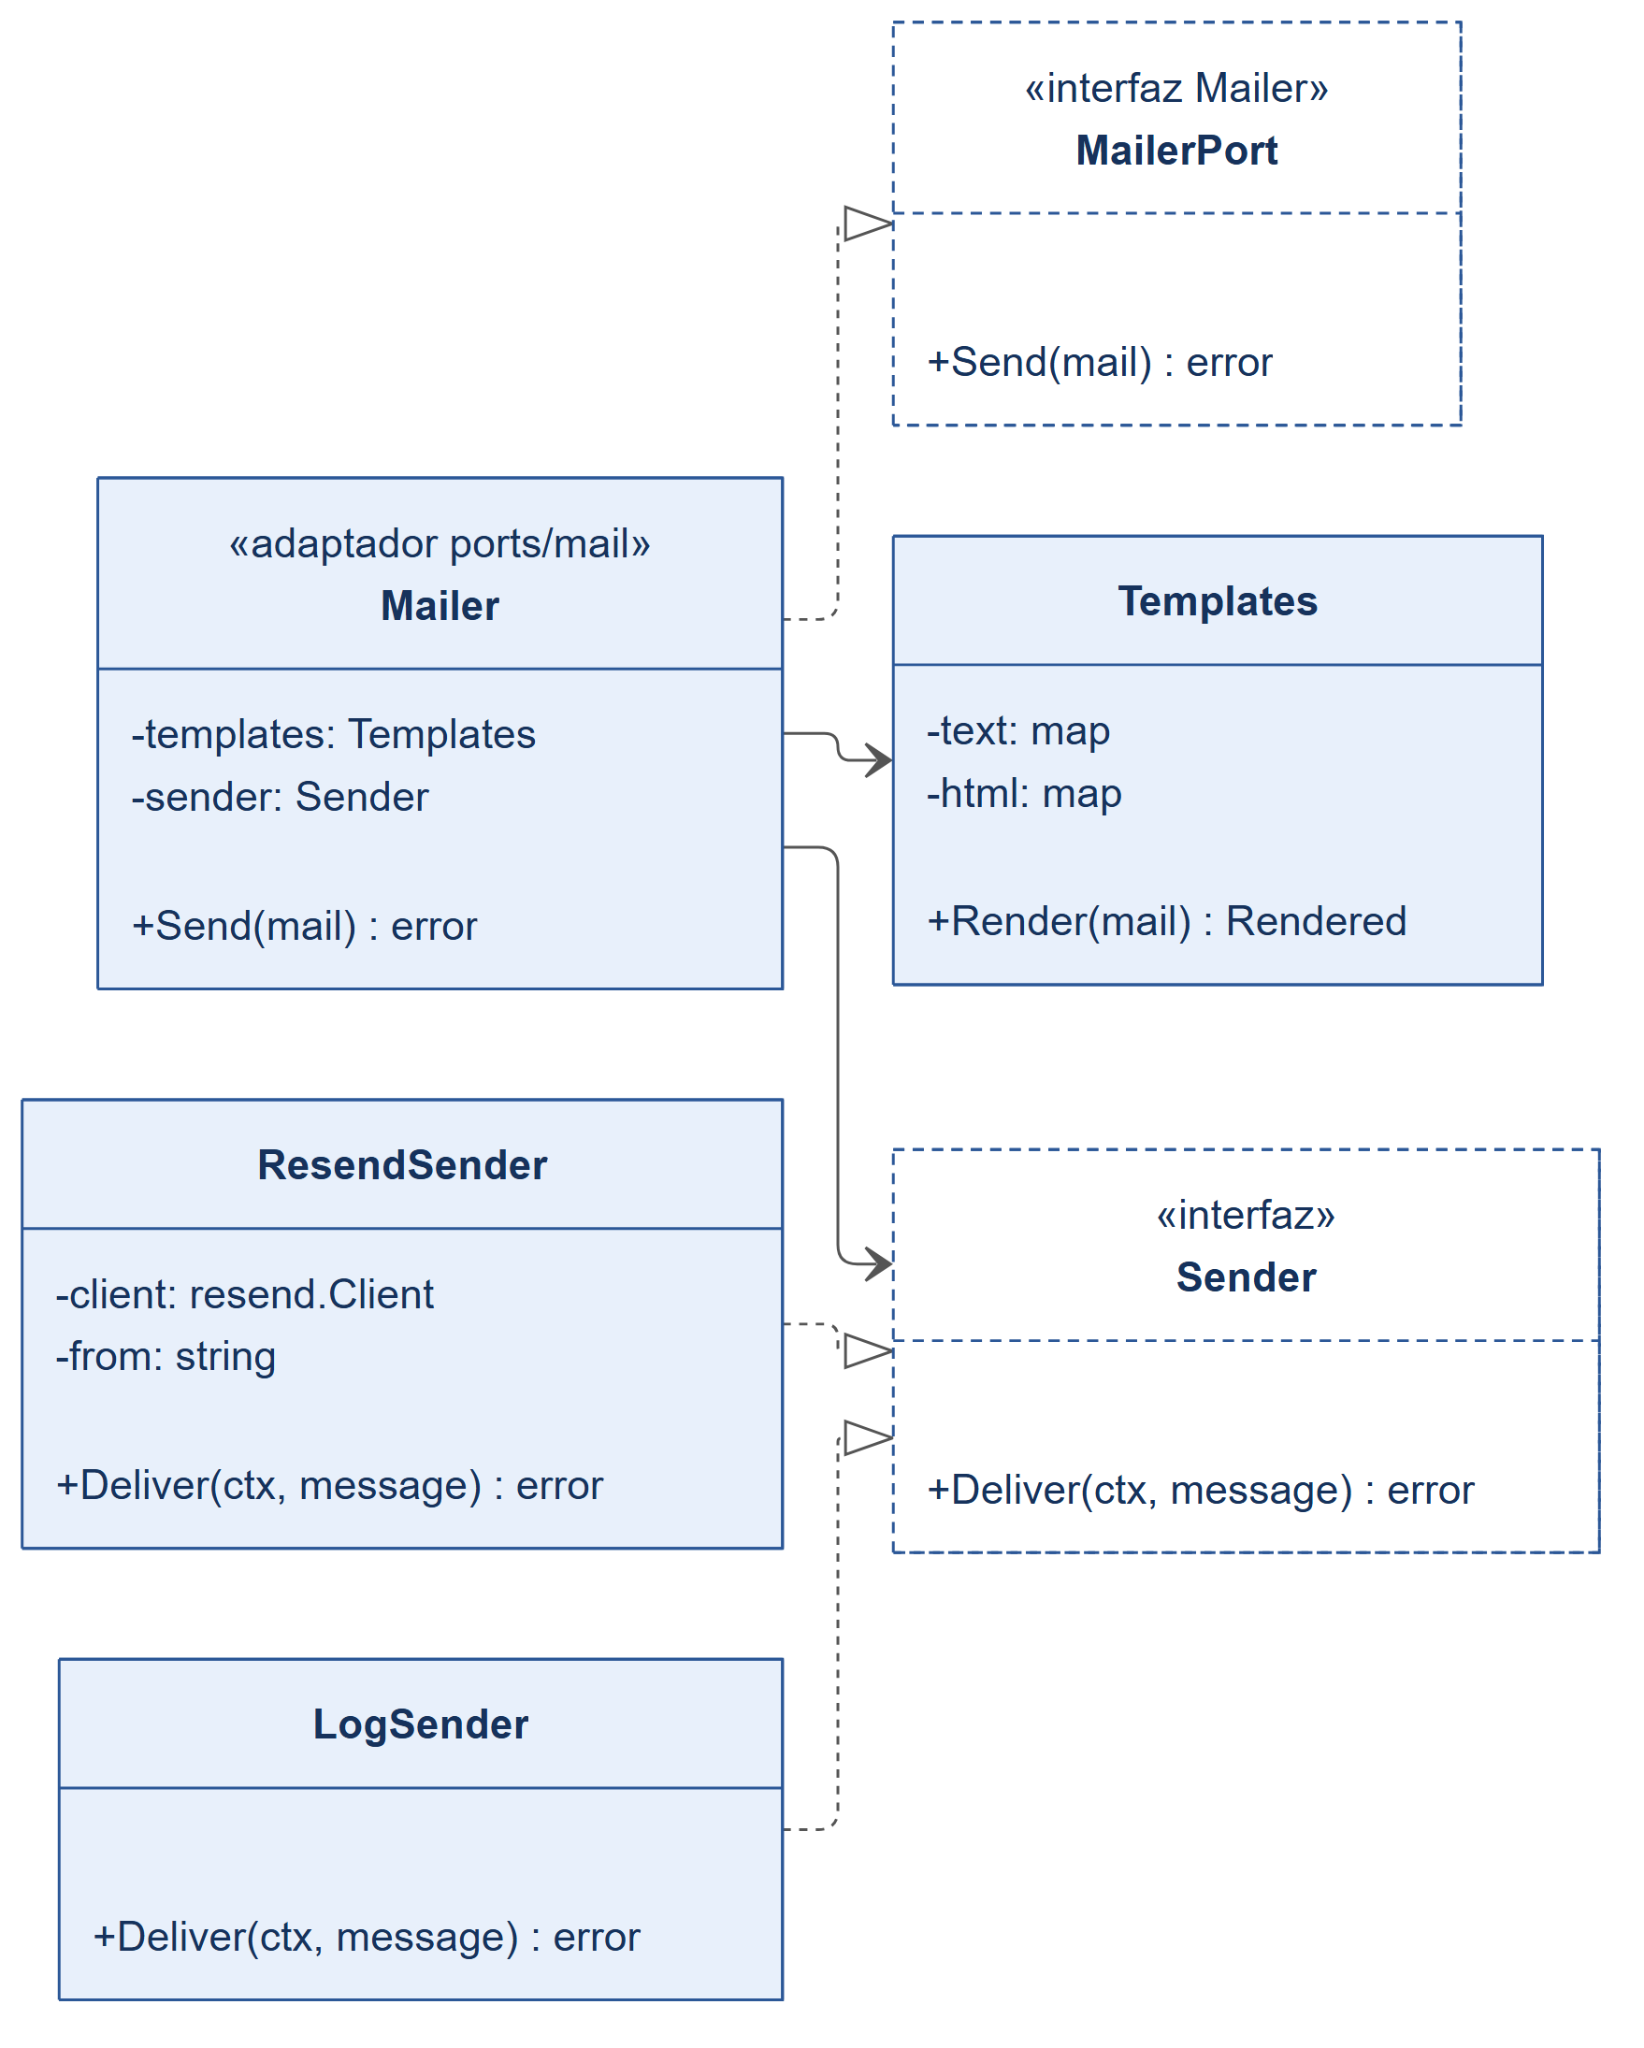 «interfaz Mailer»
MailerPort
+Send(mail) : error
«adaptador ports/mail»
Mailer
-templates: Templates
-sender: Sender
+Send(mail) : error
Templates
-text: map
-html: map
+Render(mail) : Rendered
ResendSender
-client: resend.Client
-from: string
+Deliver(ctx, message) : error
«interfaz»
Sender
+Deliver(ctx, message) : error
LogSender
+Deliver(ctx, message) : error